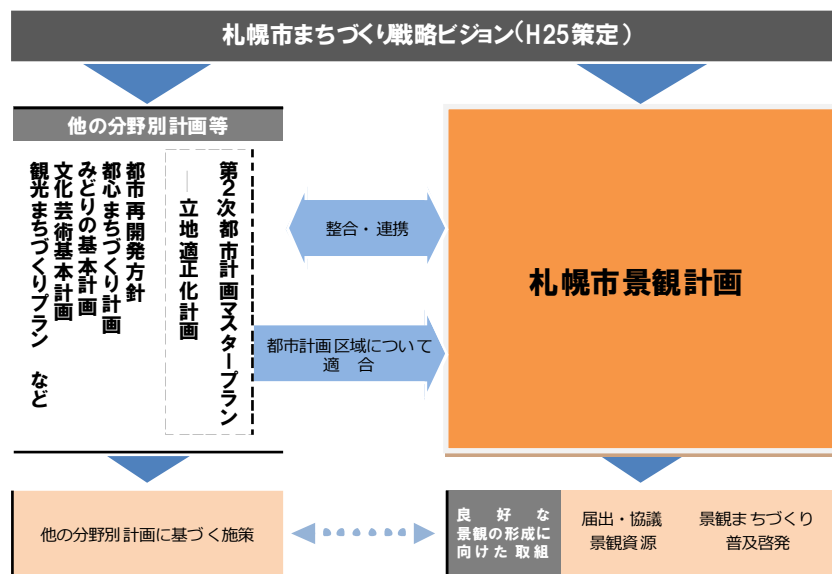 札幌市まちづくり戦略ビジョン（H25策定）
他の分野別計画等
第２次都市計画マスタープラン
―立地適正化計画
都市再開発方針
都心まちづくり計画
みどりの基本計画
文化芸術基本計画
観光まちづくりプラン など
整合・連携
都市計画区域について
適 合
札幌市景観計画
他の分野別計画に基づく施策
良好な
景観の形成に
向けた取組
届出・協議
景観資源
景観まちづくり
普及啓発